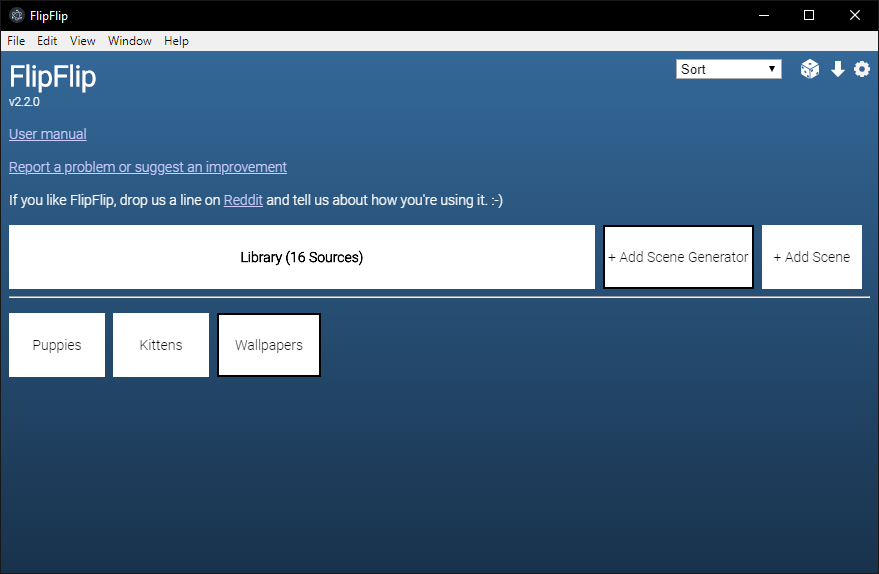 FlipFlip
File Edit View Window Help
FlipFlip
v2.2.0
Sort
User manual
Report a problem or suggest an improvement
If you like FlipFlip, drop us a line on Reddit and tell us about how you're using it. :-)
Library (16 Sources)
+ Add Scene Generator
+ Add Scene
Puppies
Kittens
Wallpapers